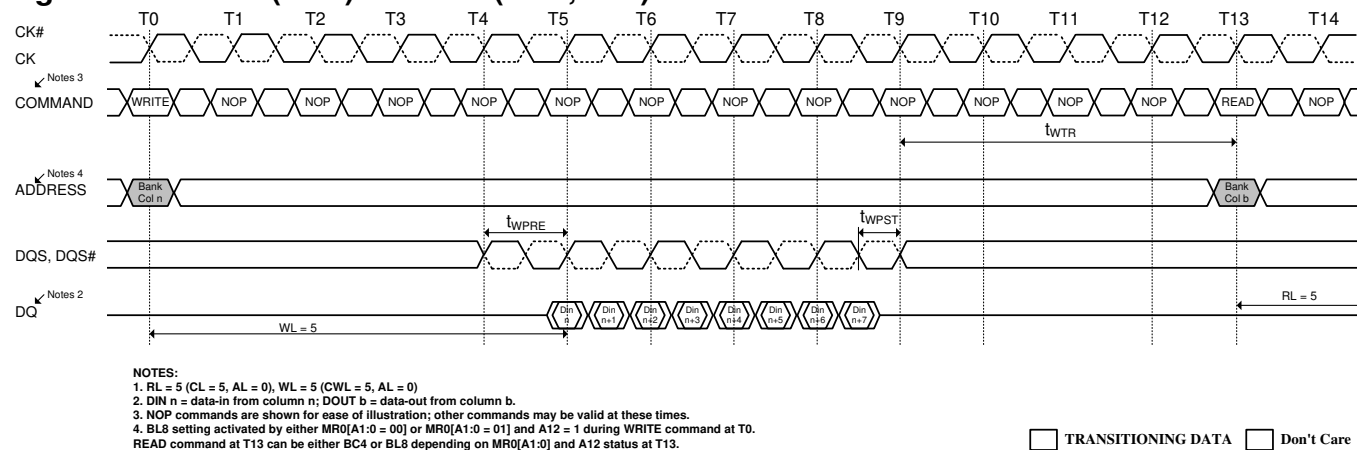 T0 T1 T2 T3 T4 T5 T6 T7 T8 T9 T10 T11 T12 T13 T14
CK#
CK
Notes 3
COMMAND WRITE NOP NOP NOP NOP NOP NOP NOP NOP NOP NOP NOP NOP READ NOP
tWTR
Notes 4
ADDRESS
Bank Col n
Bank Col b
tWPRE
tWPST
DQS, DQS#
Notes 2
DQ
Din n
Din n+1
Din n+2
Din n+3
Din n+4
Din n+5
Din n+6
Din n+7
RL = 5
WL = 5
NOTES:
1. RL = 5 (CL = 5, AL = 0), WL = 5 (CWL = 5, AL = 0)
2. DIN n = data-in from column n; DOUT b = data-out from column b.
3. NOP commands are shown for ease of illustration; other commands may be valid at these times.
4. BL8 setting activated by either MR0[A1:0 = 00] or MR0[A1:0 = 01] and A12 = 1 during WRITE command at T0.
READ command at T13 can be either BC4 or BL8 depending on MR0[A1:0] and A12 status at T13.
TRANSITIONING DATA
Don't Care